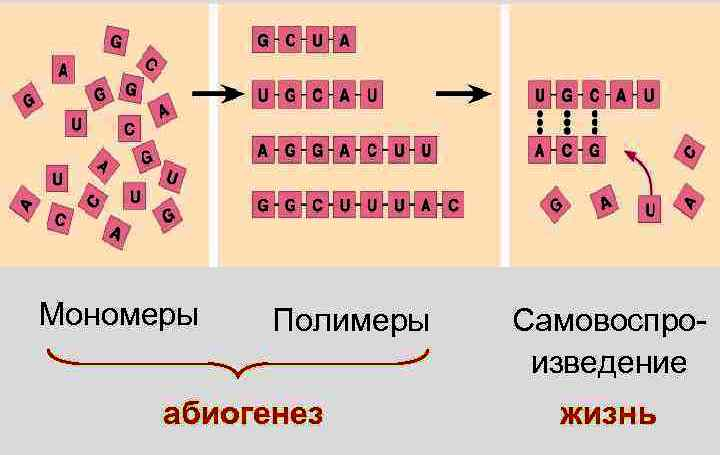 G C
A G G
G A
U C
A G
U U
C U
A G
C A
G-C-U-A
U-G-C-A-U
A-G-G-A-C-U-U
G-G-C-U-U-U-A-C
U-G-C-A-U
A-C-G
C
G A U A
Мономеры
Полимеры
абиогенез
Самовоспро-
изведение
жизнь